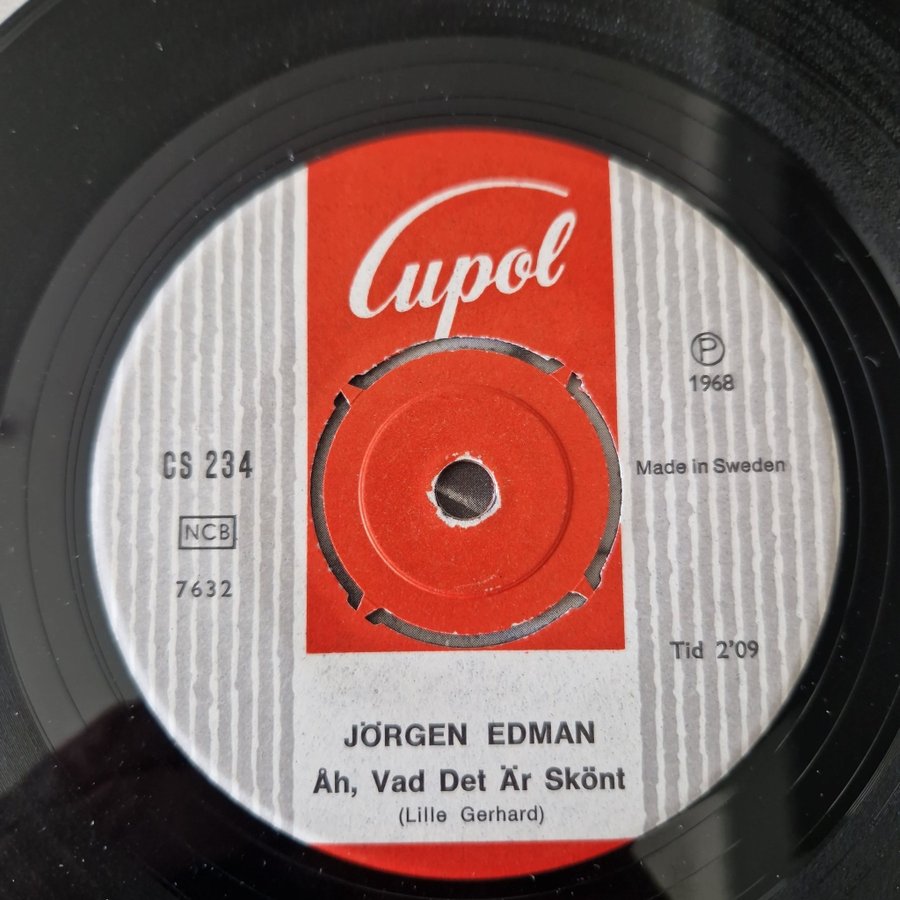 Cupol
℗
1968
CS 234
Made in Sweden
NCB
7632
Tid 2'09
JÖRGEN EDMAN
Åh, Vad Det Är Skönt
(Lille Gerhard)